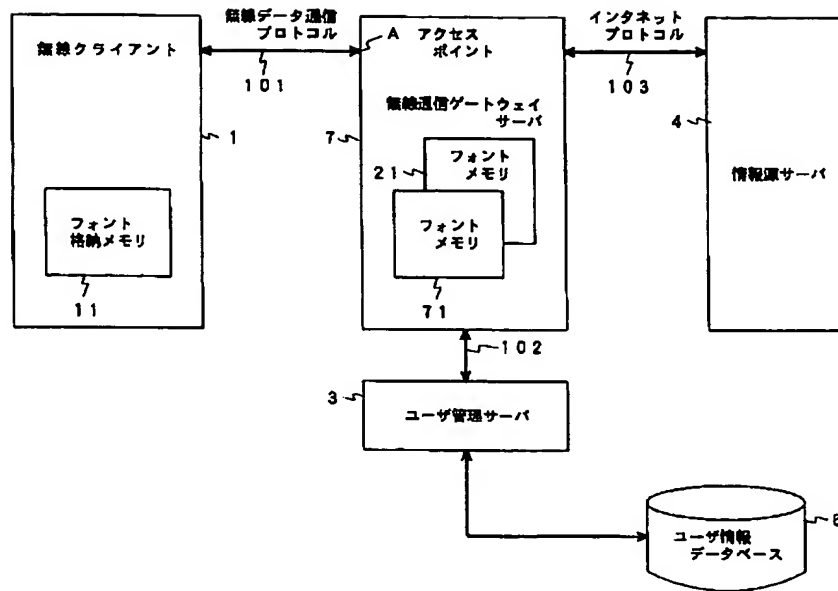 無線クライアント
無線データ通信
プロトコル
101
A
アクセス
ポイント
インタネット
プロトコル
103
無線通信ゲートウェイ
サーバ
1
7
4
21
フォント
メモリ
フォント
格納メモリ
フォント
メモリ
情報源サーバ
11
71
102
3
ユーザ管理サーバ
ユーザ情報
データベース